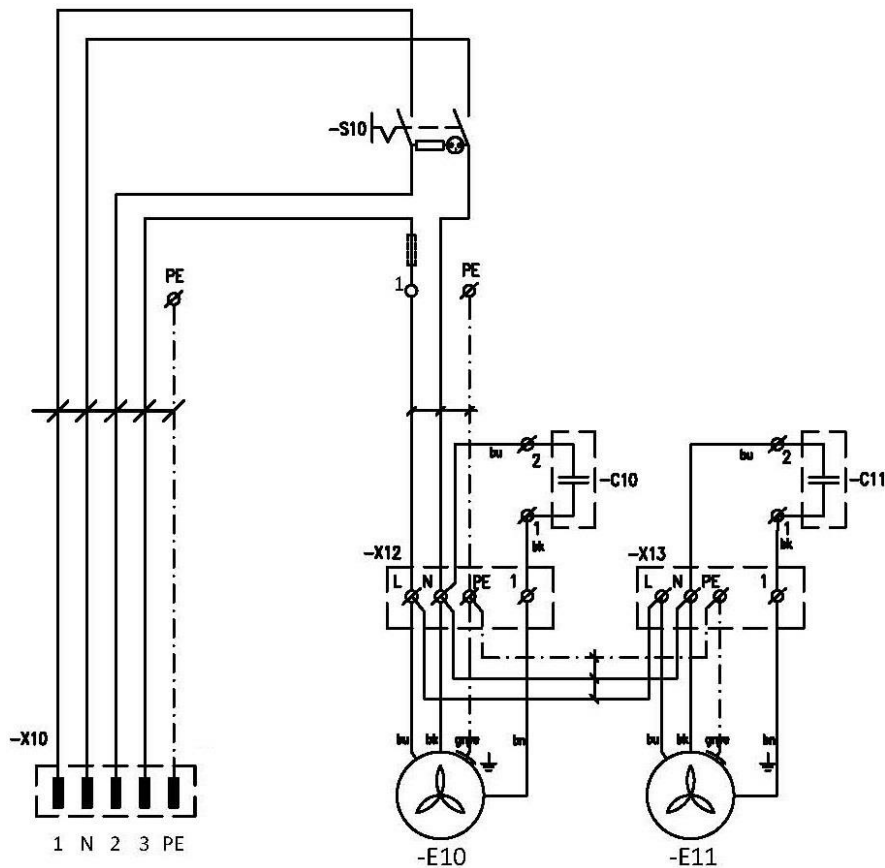 -S10
PE
PE
1
bu
2
-C10
bu
2
-C11
1
bk
1
bk
-X12
-X13
L N PE 1
L N PE 1
-X10
bu bk gnye bn
bu bk gnye bn
1 N 2 3 PE
-E10
-E11